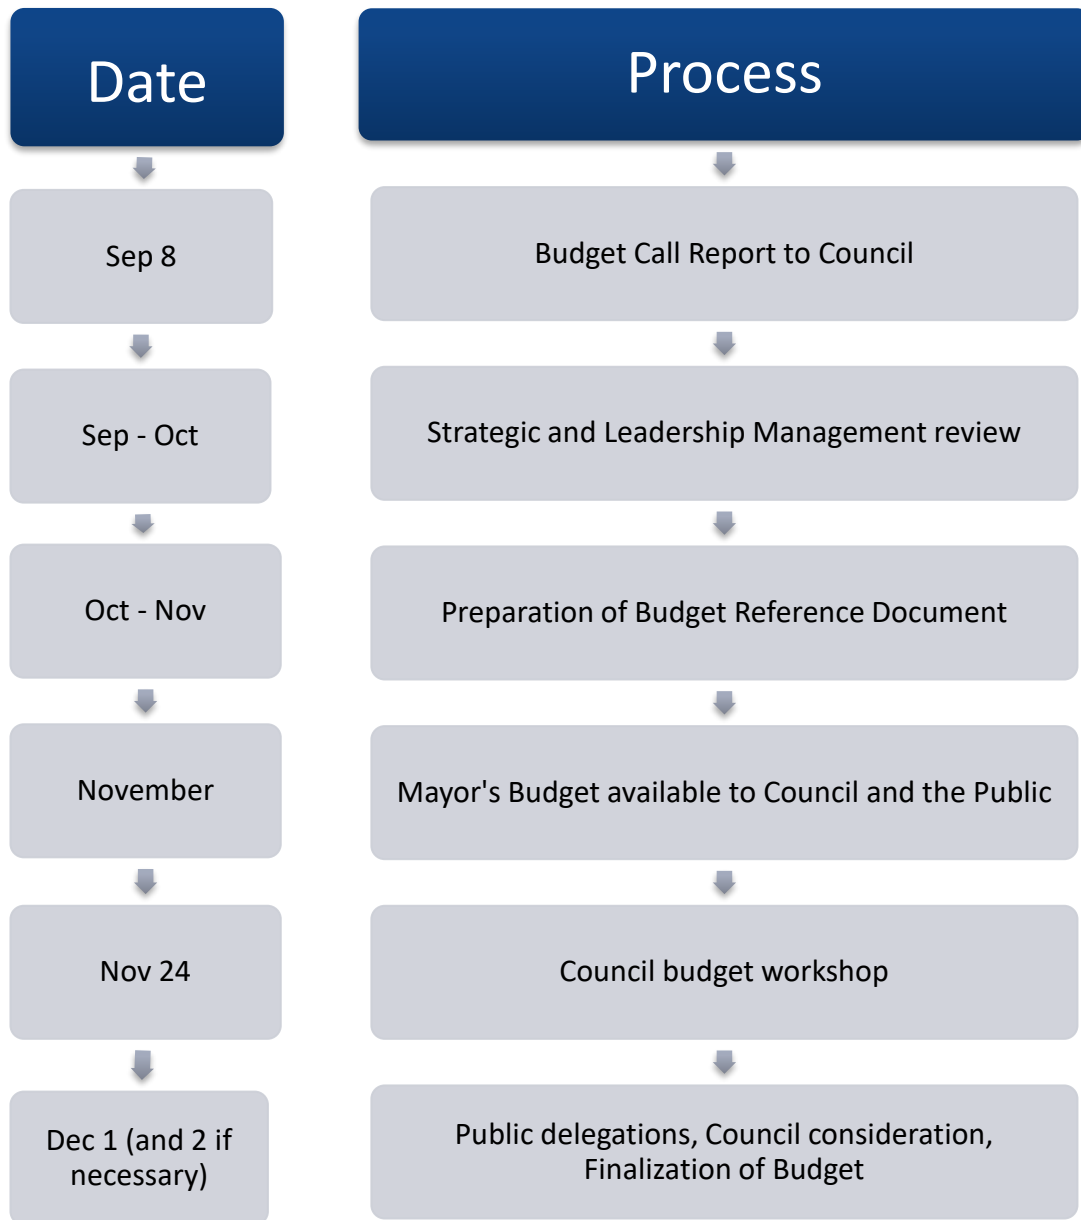 Date
Process
Sep 8
Budget Call Report to Council
Sep - Oct
Strategic and Leadership Management review
Oct - Nov
Preparation of Budget Reference Document
November
Mayor's Budget available to Council and the Public
Nov 24
Council budget workshop
Dec 1 (and 2 if
necessary)
Public delegations, Council consideration,
Finalization of Budget